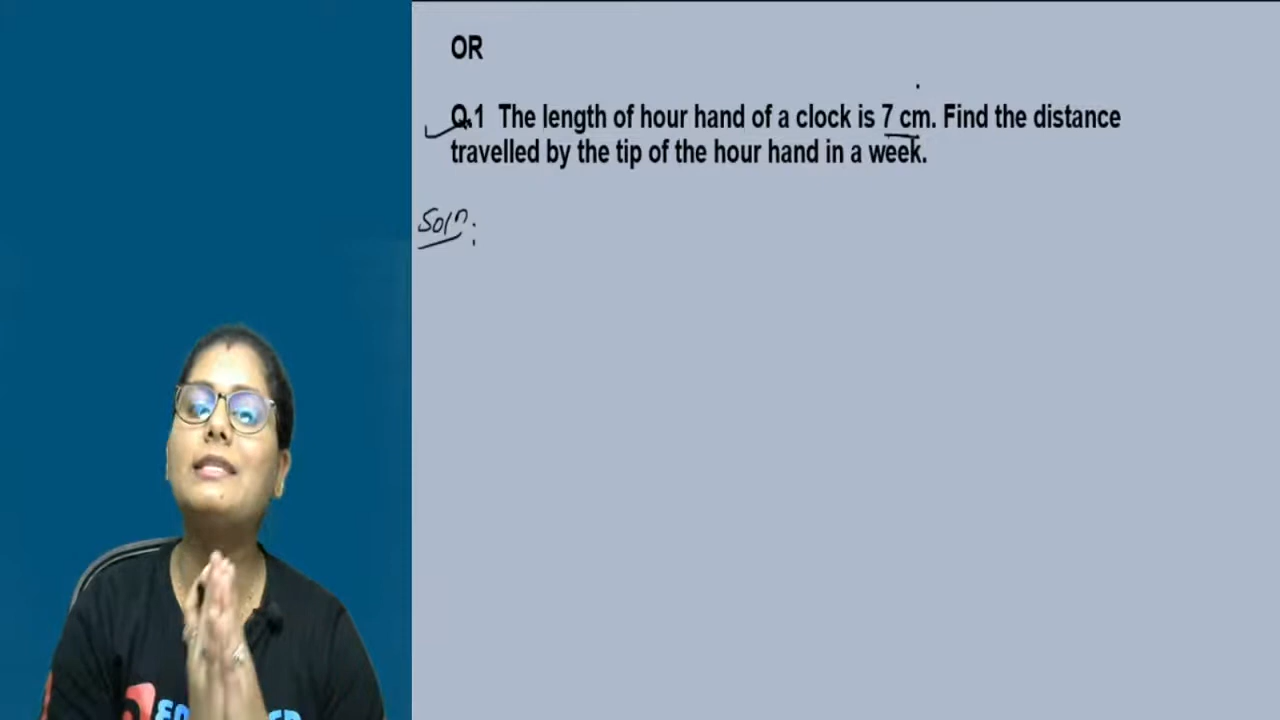 OR
Q.1 The length of hour hand of a clock is 7 cm. Find the distance
travelled by the tip of the hour hand in a week.
Soln: